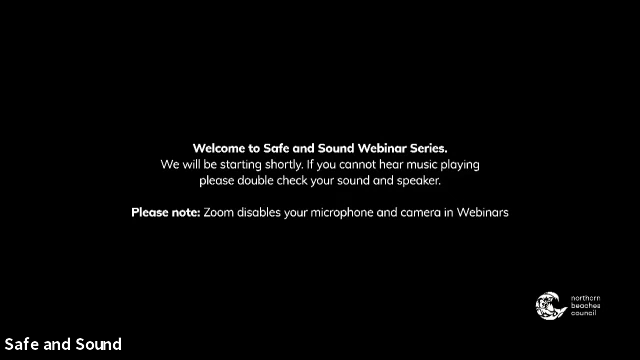 Welcome to Safe and Sound Webinar Series.
We will be starting shortly. If you cannot hear music playing
please double check your sound and speaker.
Please note: Zoom disables your microphone and camera in Webinars
northern
beaches
council
Safe and Sound